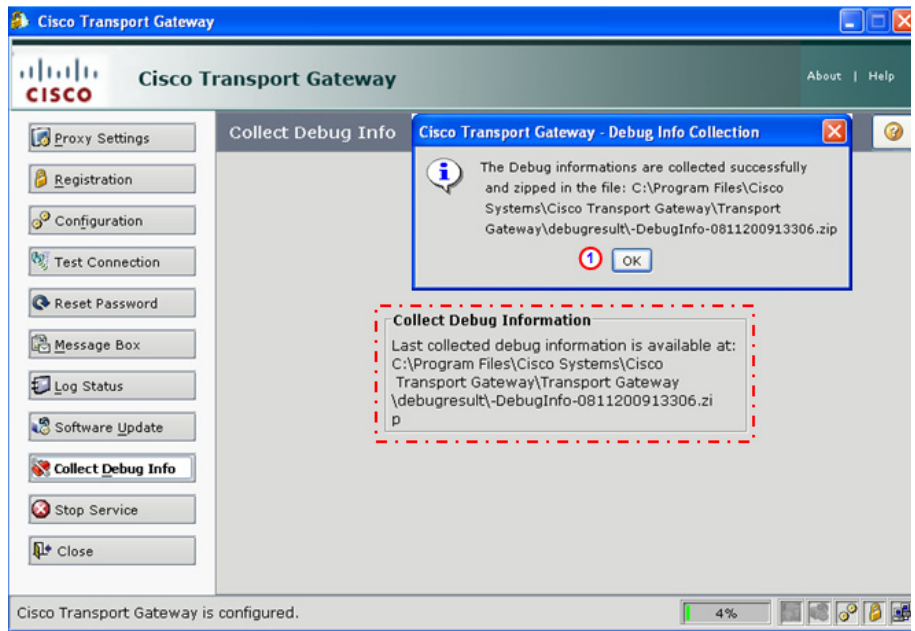 Cisco Transport Gateway
CISCO
Cisco Transport Gateway
About | Help
Proxy Settings
Registration
Configuration
Test Connection
Reset Password
Message Box
Log Status
Software Update
Collect Debug Info
Stop Service
Close
Collect Debug Info
Cisco Transport Gateway - Debug Info Collection
The Debug informations are collected successfully
and zipped in the file: C:\Program Files\Cisco
Systems\Cisco Transport Gateway\Transport
Gateway\debugresult\-DebugInfo-0811200913306.zip
1
OK
Collect Debug Information
Last collected debug information is available at:
C:\Program Files\Cisco Systems\Cisco
Transport Gateway\Transport Gateway
\debugresult\-DebugInfo-0811200913306.zi
p
Cisco Transport Gateway is configured.
4%